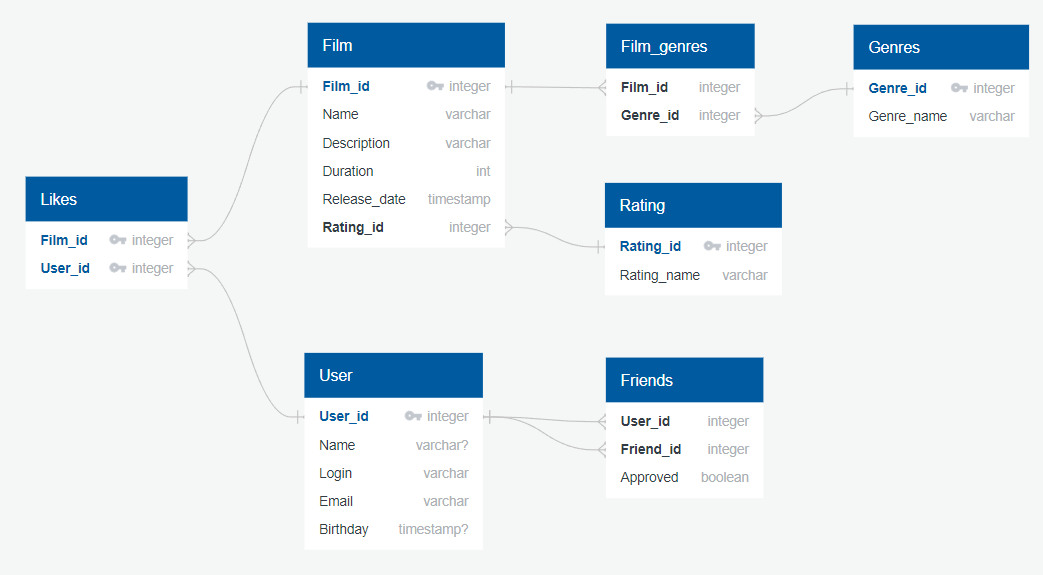 Film
Film_id integer
Name varchar
Description varchar
Duration int
Release_date timestamp
Rating_id integer
Film_genres
Film_id integer
Genre_id integer
Genres
Genre_id integer
Genre_name varchar
Likes
Film_id integer
User_id integer
Rating
Rating_id integer
Rating_name varchar
User
User_id integer
Name varchar?
Login varchar
Email varchar
Birthday timestamp?
Friends
User_id integer
Friend_id integer
Approved boolean